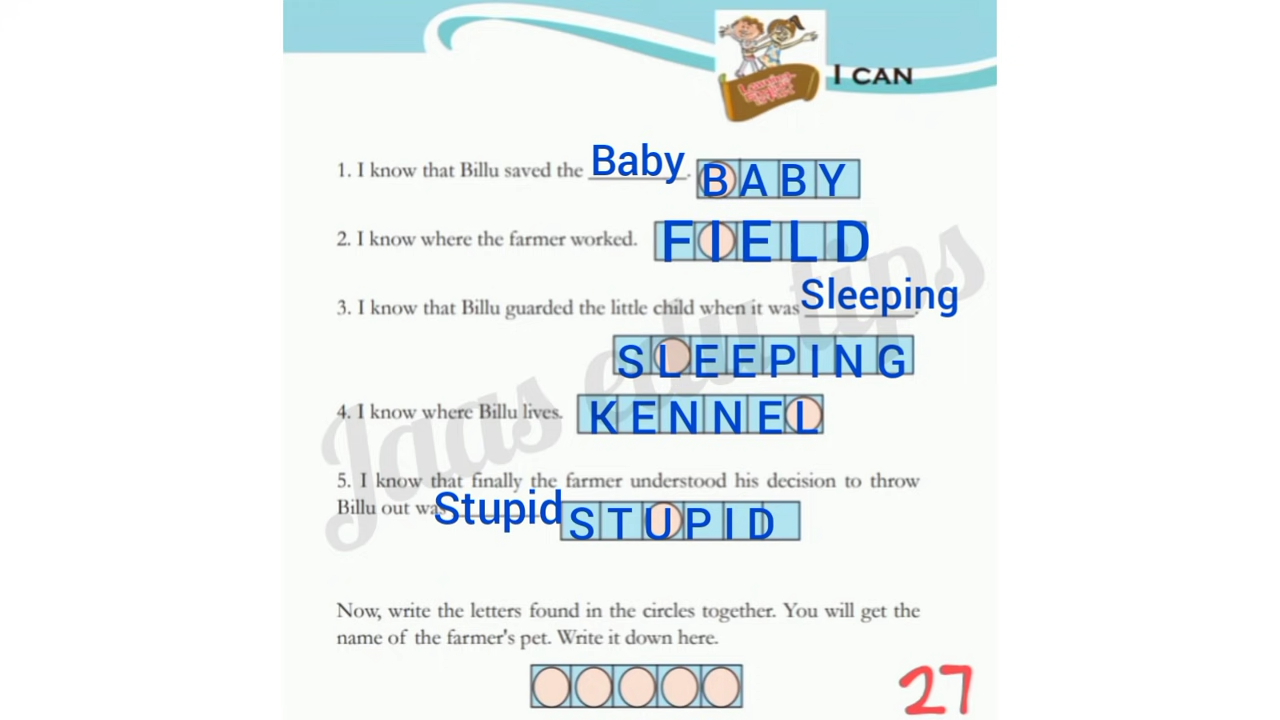 I CAN
1. I know that Billu saved the Baby. BABY
2. I know where the farmer worked. FIELD
3. I know that Billu guarded the little child when it was Sleeping.
SLEEPING
4. I know where Billu lives. KENNEL
5. I know that finally the farmer understood his decision to throw
Billu out was Stupid STUPID
Now, write the letters found in the circles together. You will get the
name of the farmer's pet. Write it down here.
27
Jaas edu tips